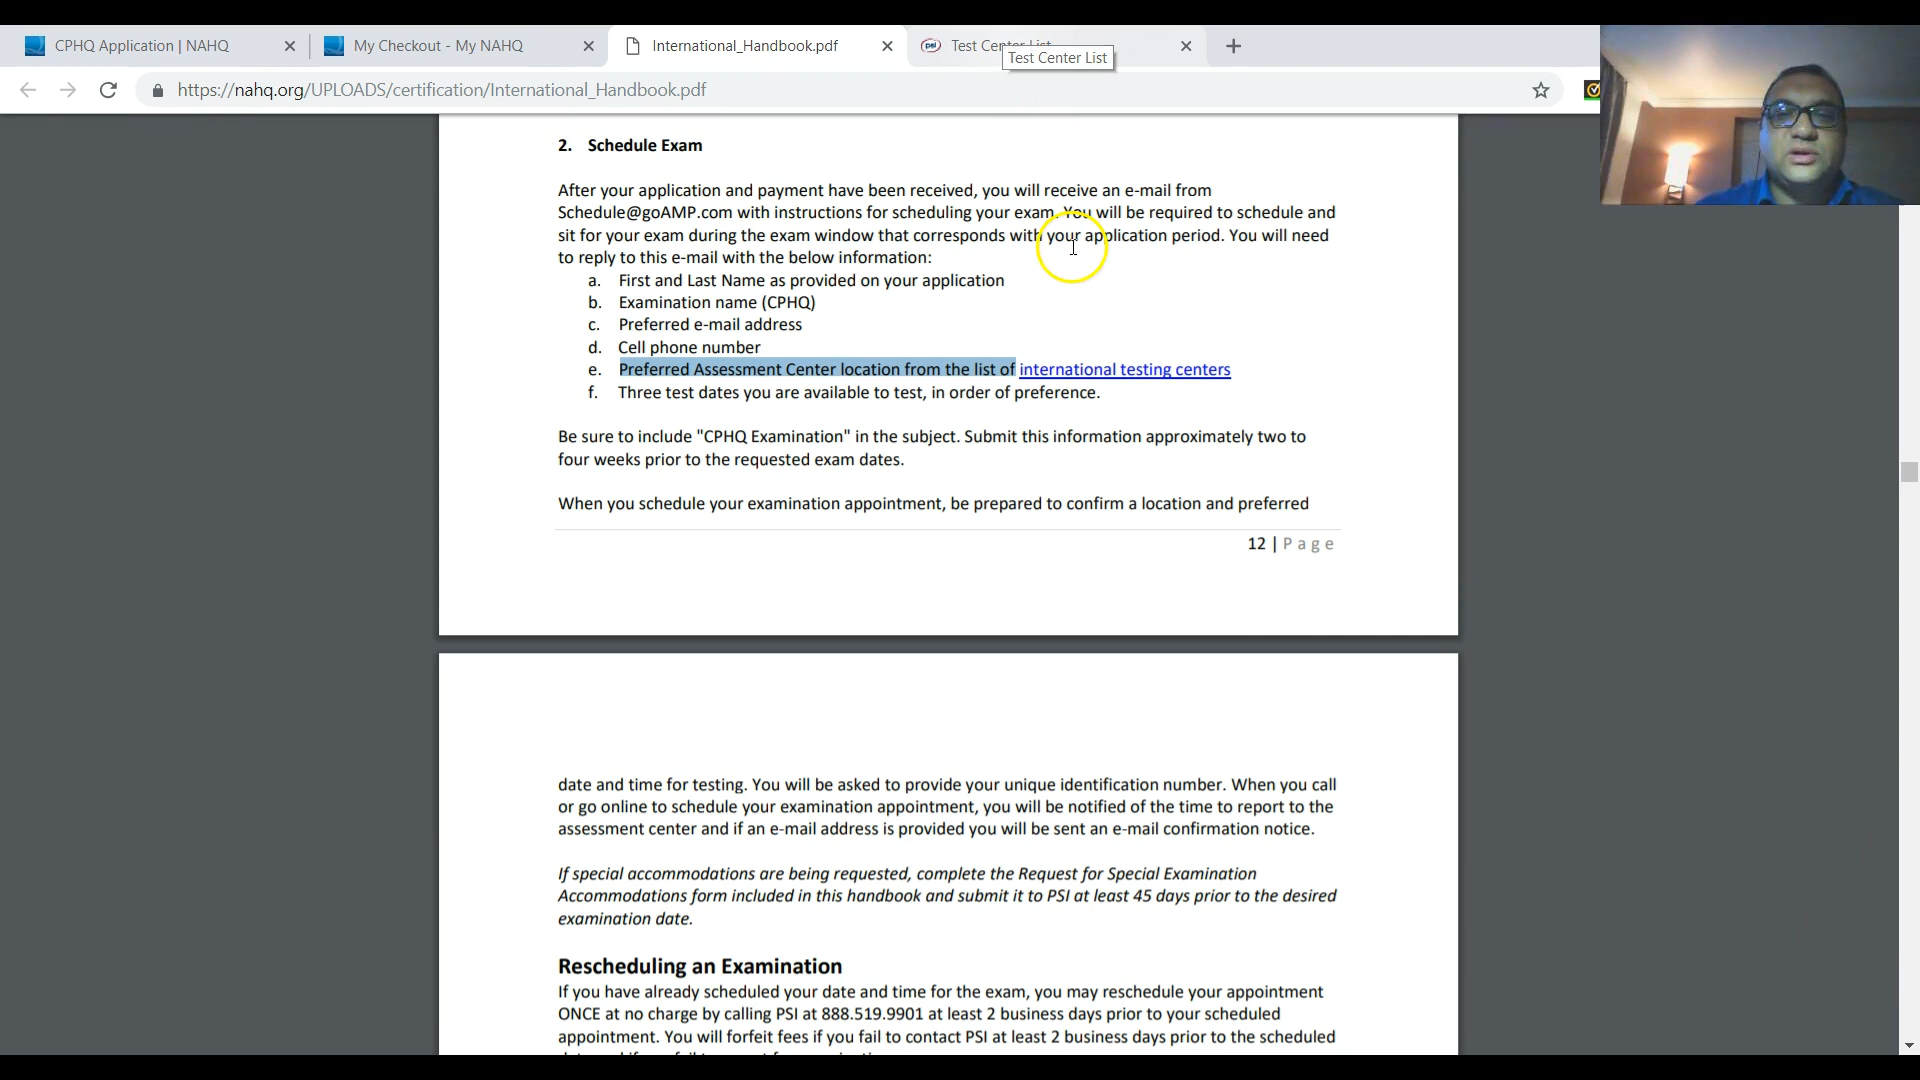 CPHQ Application | NAHQ
My Checkout - My NAHQ
International_Handbook.pdf
psi
Test Center List
Test Center List
https://nahq.org/UPLOADS/certification/International_Handbook.pdf
2. Schedule Exam
After your application and payment have been received, you will receive an e-mail from
Schedule@goAMP.com with instructions for scheduling your exam. You will be required to schedule and
sit for your exam during the exam window that corresponds with your application period. You will need
to reply to this e-mail with the below information:
a. First and Last Name as provided on your application
b. Examination name (CPHQ)
c. Preferred e-mail address
d. Cell phone number
e. Preferred Assessment Center location from the list of international testing centers
f. Three test dates you are available to test, in order of preference.
Be sure to include "CPHQ Examination" in the subject. Submit this information approximately two to
four weeks prior to the requested exam dates.
When you schedule your examination appointment, be prepared to confirm a location and preferred
12 | P a g e
date and time for testing. You will be asked to provide your unique identification number. When you call
or go online to schedule your examination appointment, you will be notified of the time to report to the
assessment center and if an e-mail address is provided you will be sent an e-mail confirmation notice.
If special accommodations are being requested, complete the Request for Special Examination
Accommodations form included in this handbook and submit it to PSI at least 45 days prior to the desired
examination date.
Rescheduling an Examination
If you have already scheduled your date and time for the exam, you may reschedule your appointment
ONCE at no charge by calling PSI at 888.519.9901 at least 2 business days prior to your scheduled
appointment. You will forfeit fees if you fail to contact PSI at least 2 business days prior to the scheduled